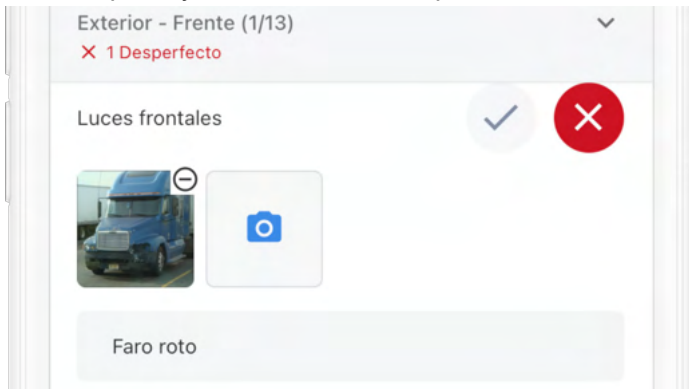 Exterior - Frente (1/13)
1 Desperfecto
Luces frontales
Faro roto